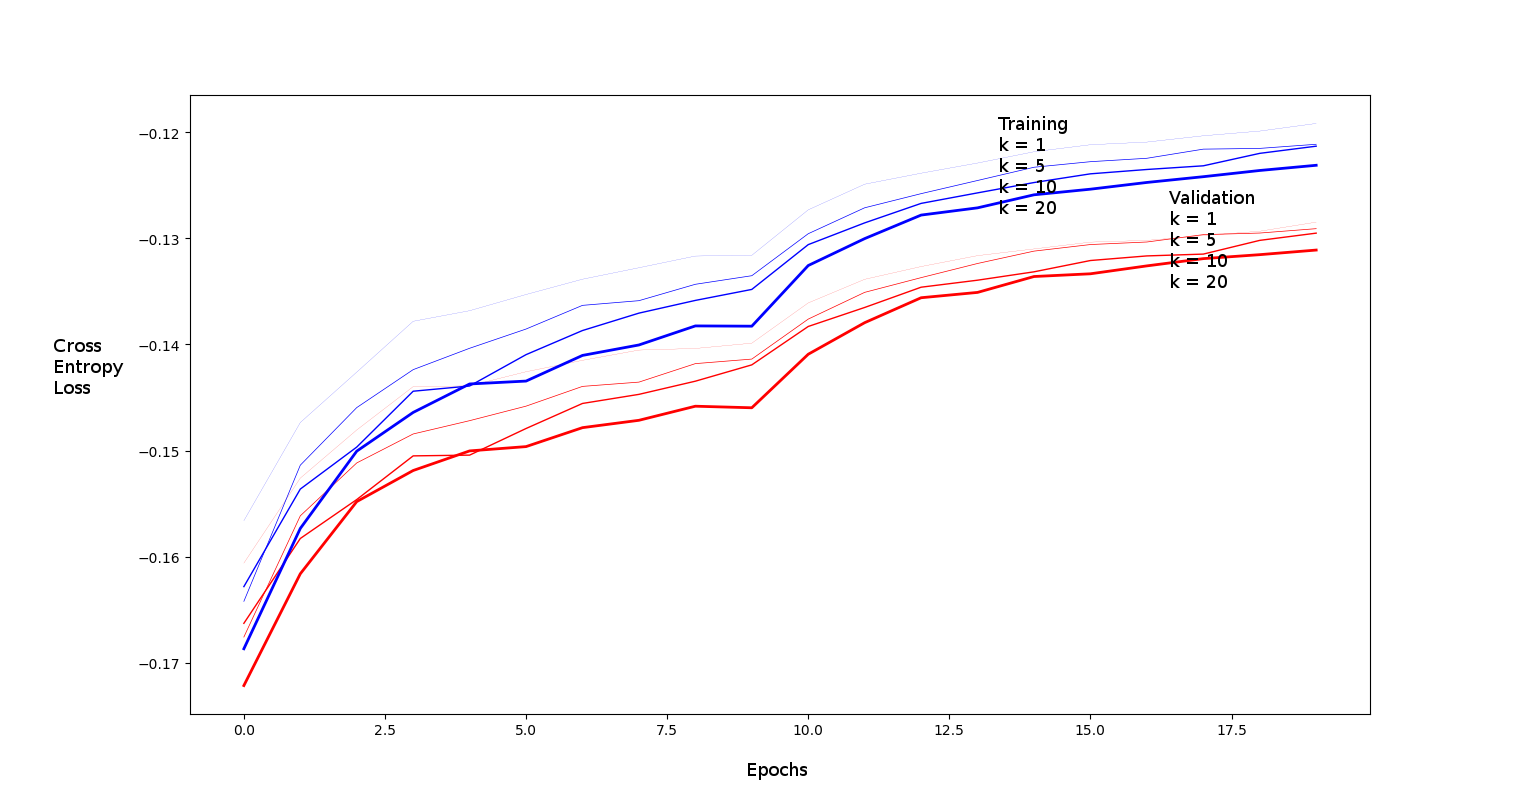 Training
k = 1
k = 5
k = 10
k = 20
Validation
k = 1
k = 5
k = 10
k = 20
Cross
Entropy
Loss
−0.12
−0.13
−0.14
−0.15
−0.16
−0.17
0.0 2.5 5.0 7.5 10.0 12.5 15.0 17.5
Epochs